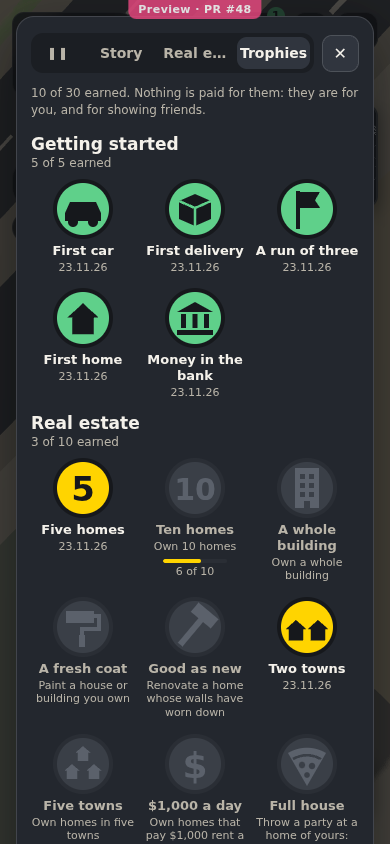 Preview · PR #48
Story Real e... Trophies ✕
10 of 30 earned. Nothing is paid for: they are for
you, and for showing friends.
Getting started
5 of 5 earned
First car First delivery A run of three
23.11.26 23.11.26 23.11.26
First home Money in the
bank
23.11.26
23.11.26
Real estate
3 of 10 earned
5 10
Five homes Ten homes A whole
building
23.11.26 Own 10 homes
Own a whole
building
6 of 10
A fresh coat Good as new Two towns
Paint a house or Renovate a home 23.11.26
building you own whose walls have
worn down
$
Five towns $1,000 a day Full house
Own homes in five Own homes that Throw a party at a
towns pay $1,000 rent a home of yours: